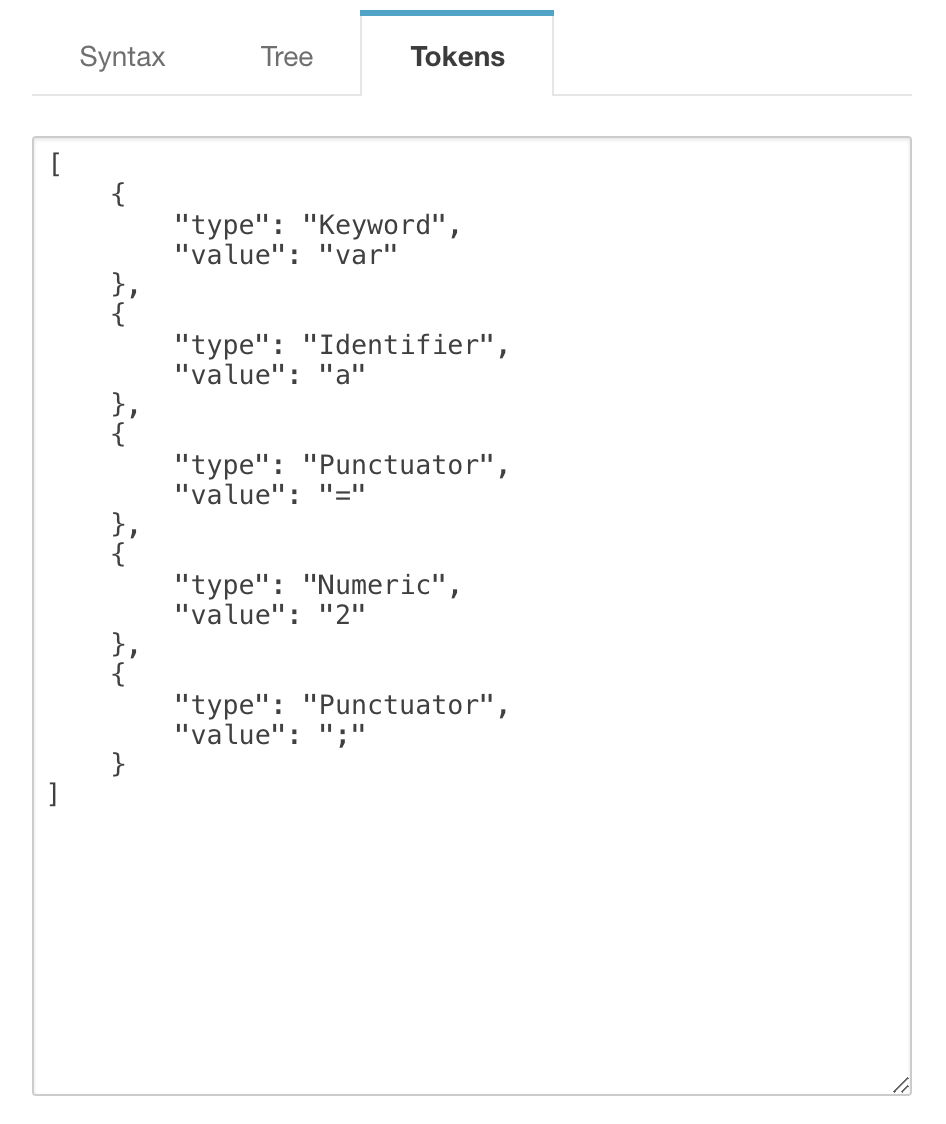 Syntax Tree Tokens
[
    {
        "type": "Keyword",
        "value": "var"
    },
    {
        "type": "Identifier",
        "value": "a"
    },
    {
        "type": "Punctuator",
        "value": "="
    },
    {
        "type": "Numeric",
        "value": "2"
    },
    {
        "type": "Punctuator",
        "value": ";"
    }
]